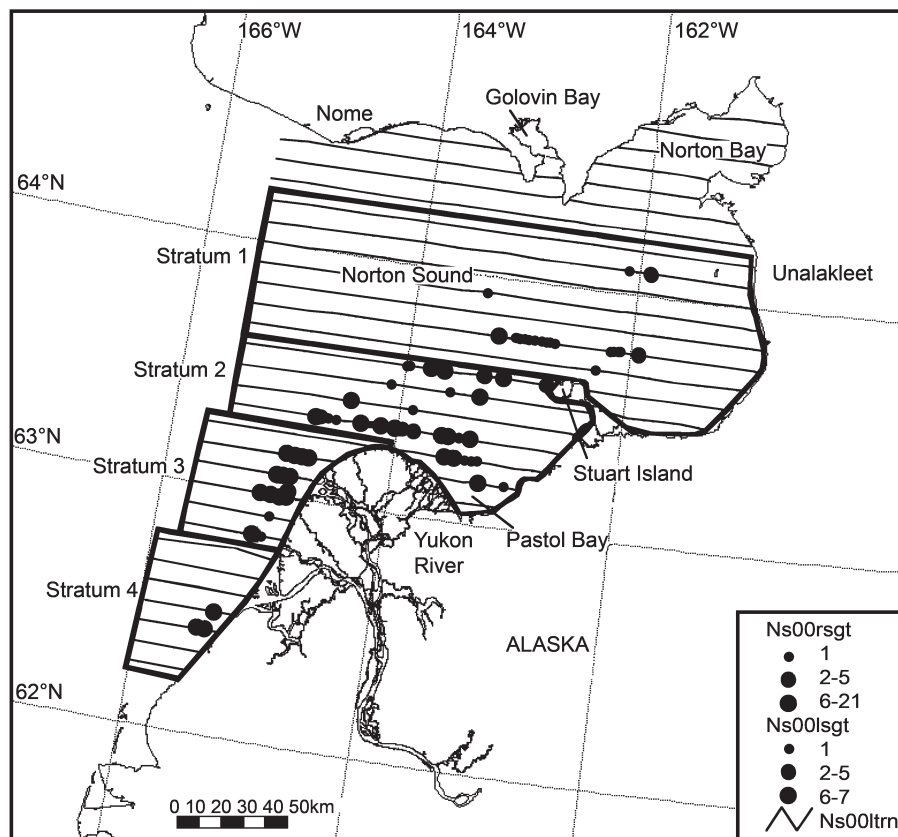 166°W
164°W
162°W
Golovin Bay
Nome
Norton Bay
64°N
Stratum 1
Norton Sound
Unalakleet
Stratum 2
63°N
Stratum 3
Stuart Island
Yukon
River
Pastol Bay
Stratum 4
ALASKA
62°N
Ns00rsgt
1
2-5
6-21
Ns00lsgt
1
2-5
6-7
Ns00ltrn
0 10 20 30 40 50km